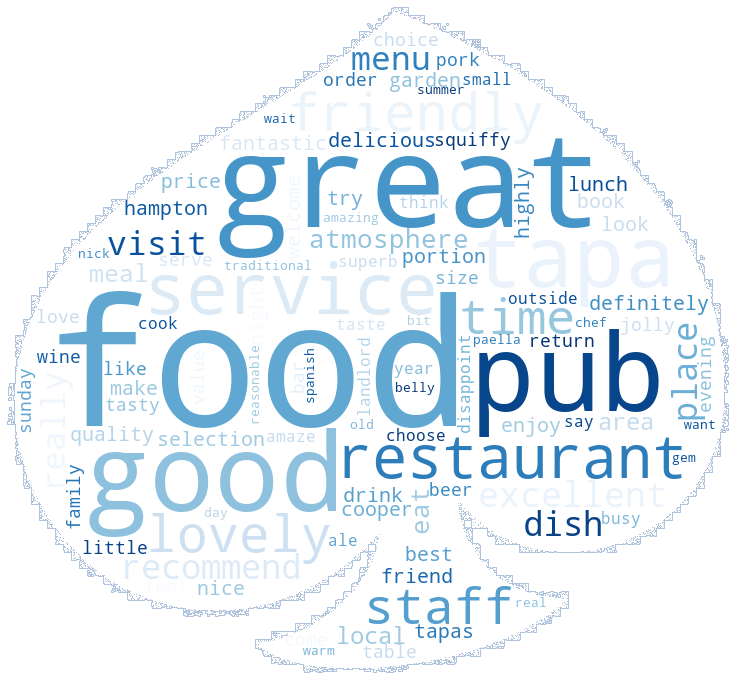 choice
menu pork
order garden small
summer
friendly
wait
fantastic delicious squiffy
great
price welcome try think highly lunch
hampton amazing book
look
nick visit atmosphere portion tapa
serve traditional superb
meal service size
outside definitely
love cook taste bit time chef jolly
wine light landlord paella return place
like value reasonable bar spanish year evening
food belly pub
sunday make disappoint
tasty old enjoy say area want
really quality selection amaze choose
good restaurant gem
family drink beer excellent
cooper eat
day dish busy
little lovely ale
recommend best
nice friend
staff real
come local tapas
warm table